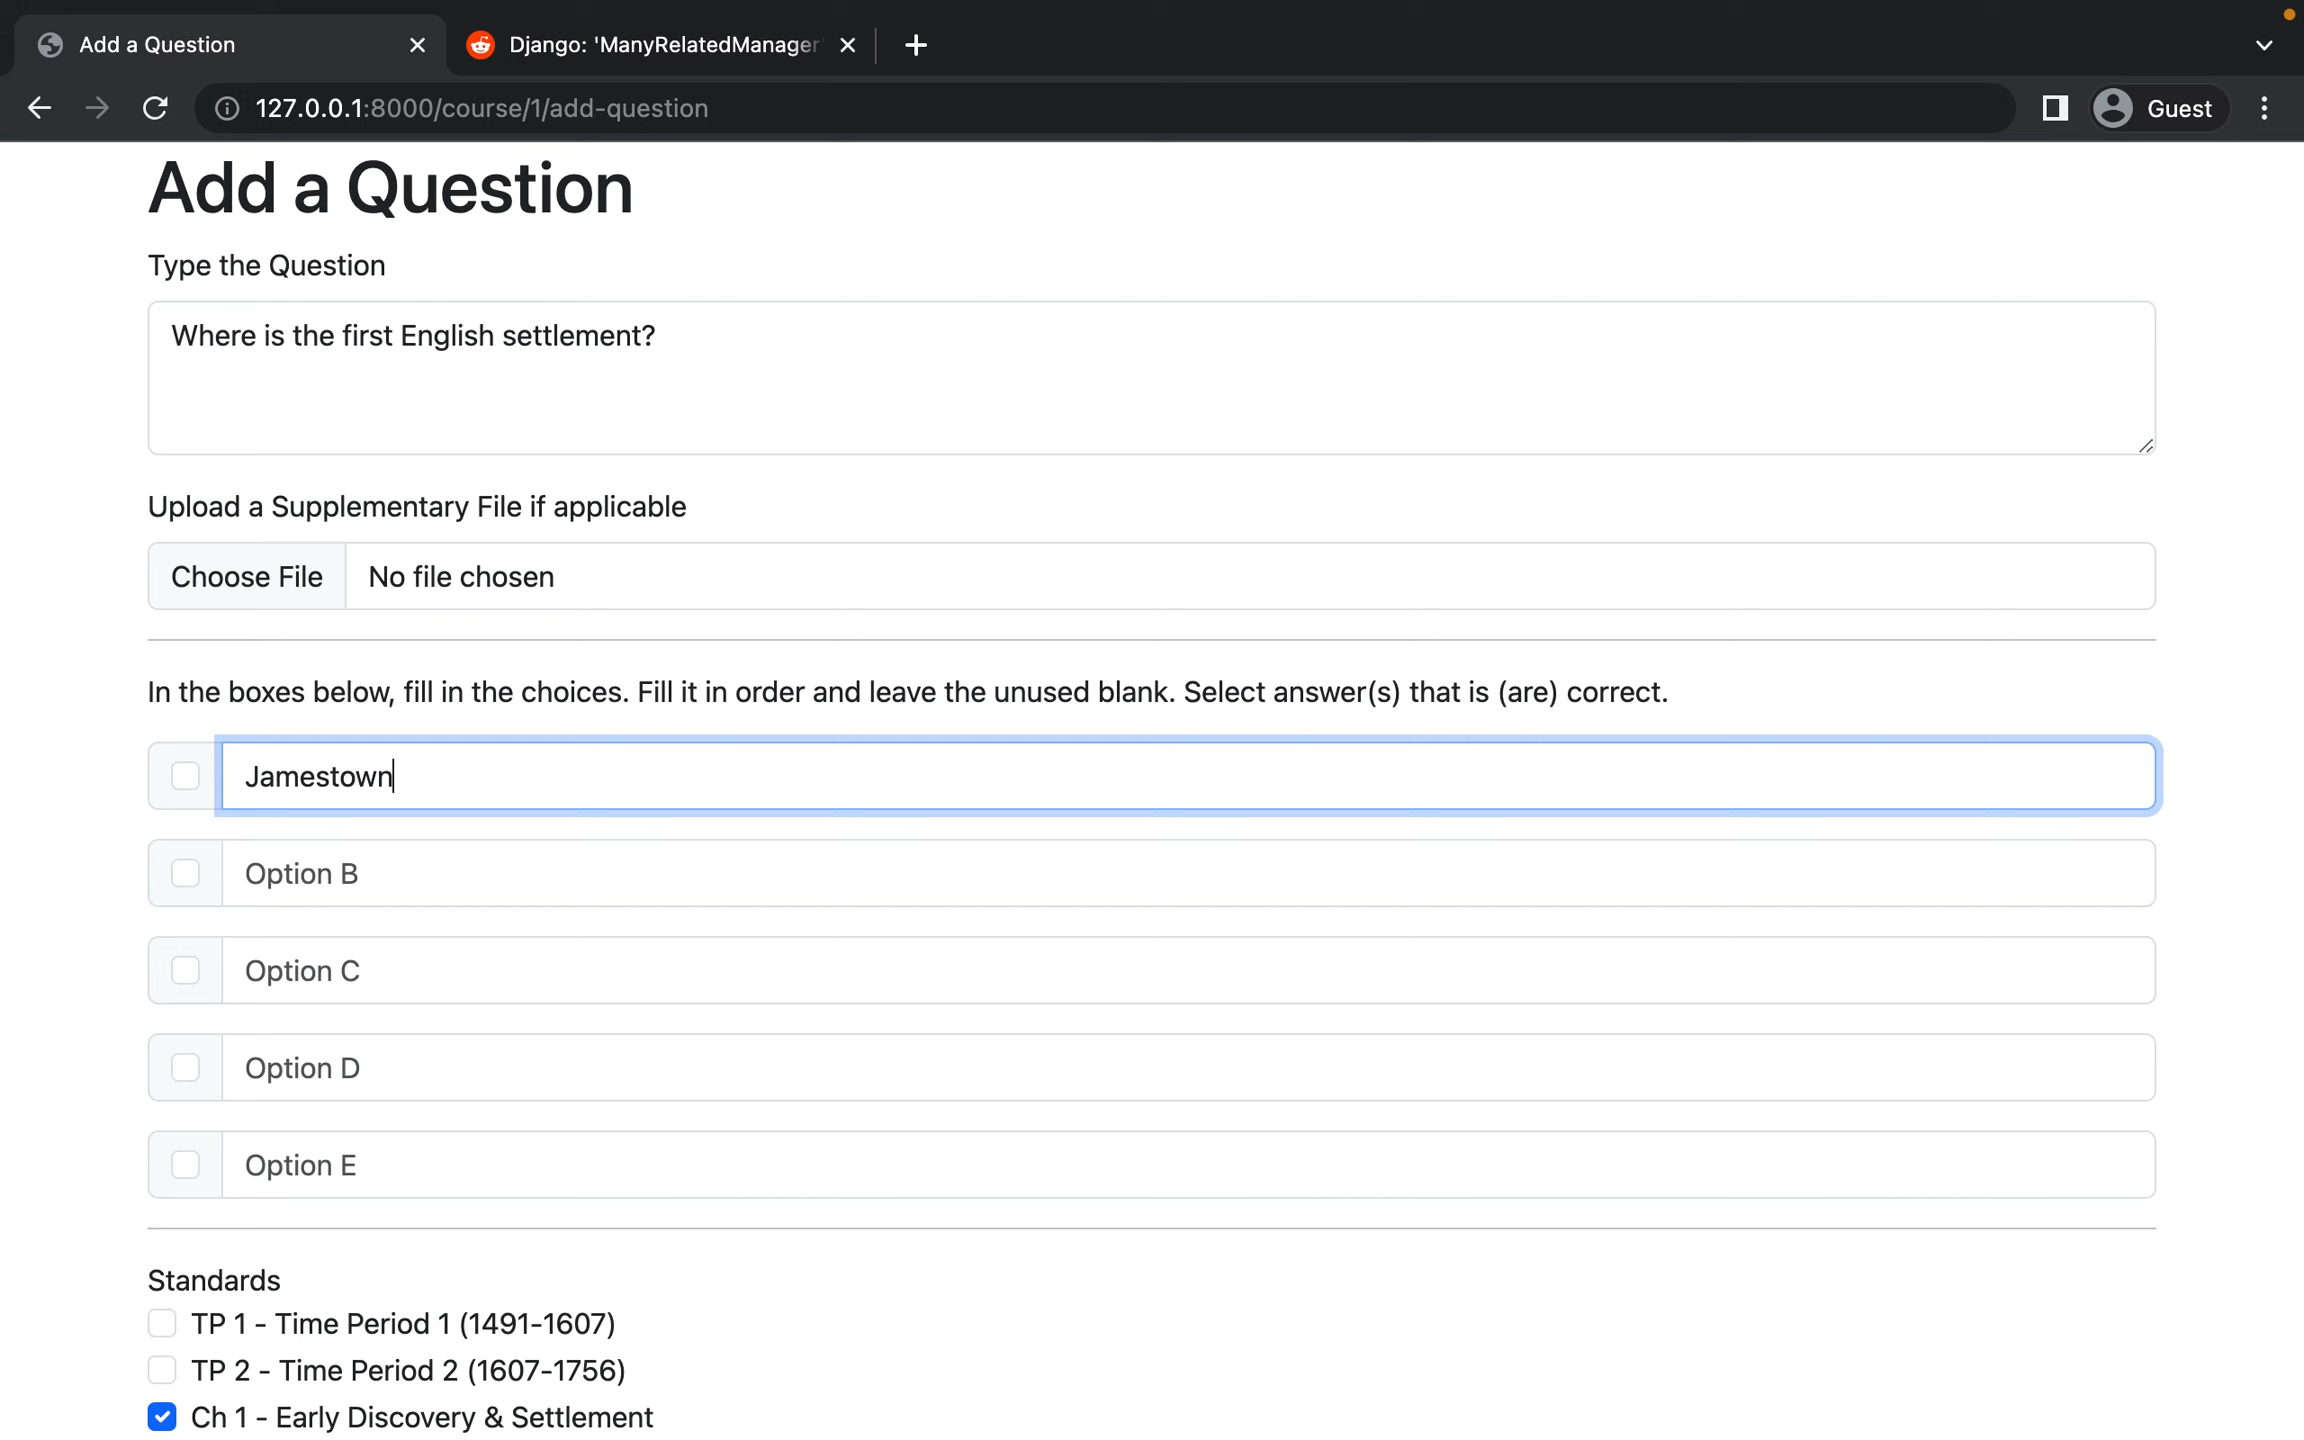 Add a Question
Django: 'ManyRelatedManager'
127.0.0.1:8000/course/1/add-question
Guest
Add a Question
Type the Question
Where is the first English settlement?
Upload a Supplementary File if applicable
Choose File No file chosen
In the boxes below, fill in the choices. Fill it in order and leave the unused blank. Select answer(s) that is (are) correct.
Jamestown
Option B
Option C
Option D
Option E
Standards
TP 1 - Time Period 1 (1491-1607)
TP 2 - Time Period 2 (1607-1756)
Ch 1 - Early Discovery & Settlement